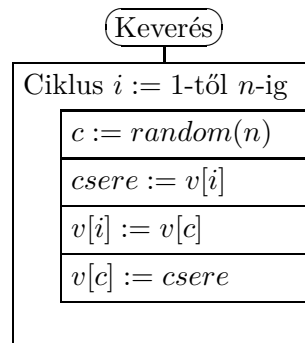 Keverés
Ciklus i := 1-től n-ig
c := random(n)
csere := v[i]
v[i] := v[c]
v[c] := csere